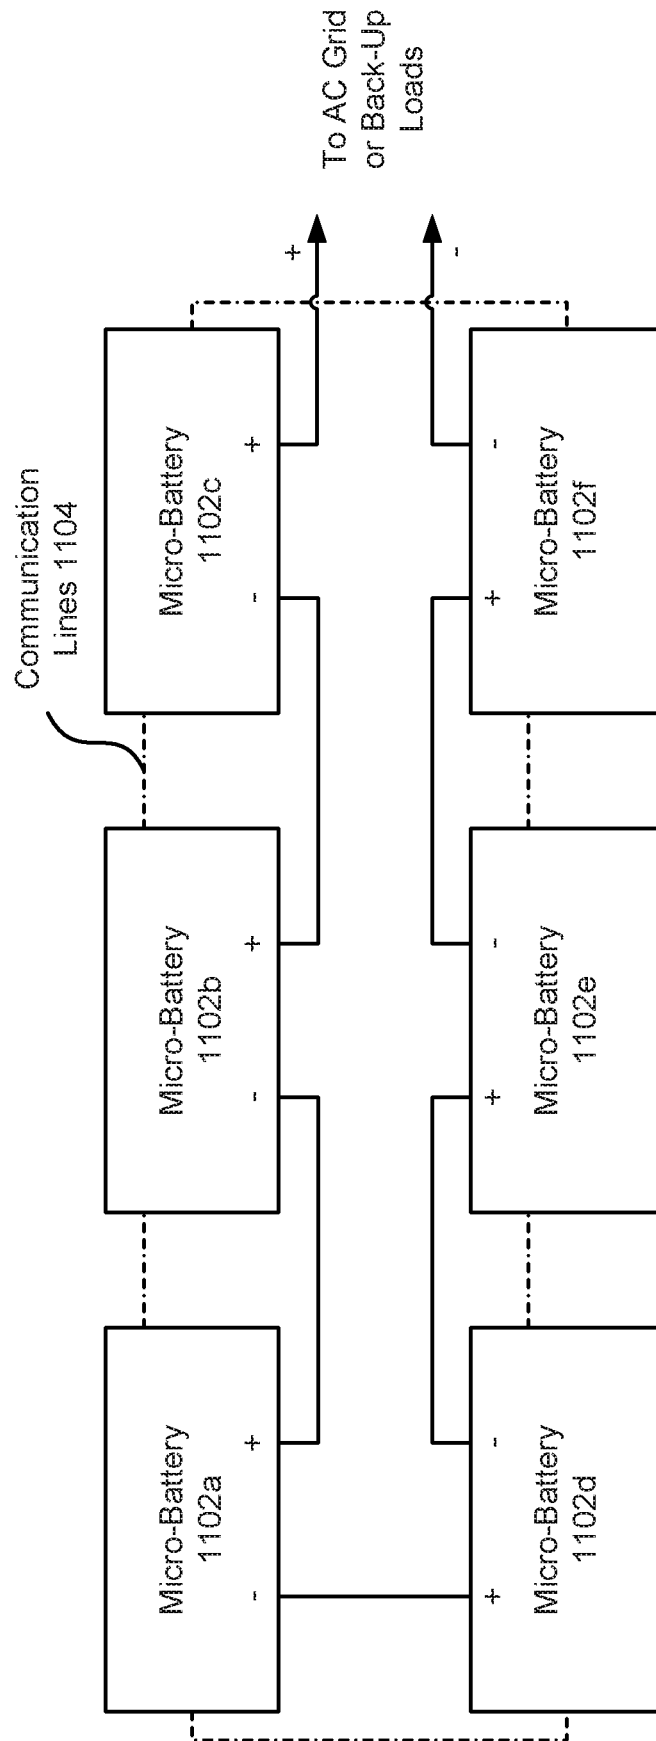 Communication
Lines 1104
Micro-Battery
1102a
-
+
Micro-Battery
1102b
-
+
Micro-Battery
1102c
-
+
+
-
To AC Grid
or Back-Up
Loads
Micro-Battery
1102d
+
-
Micro-Battery
1102e
+
-
Micro-Battery
1102f
+
-